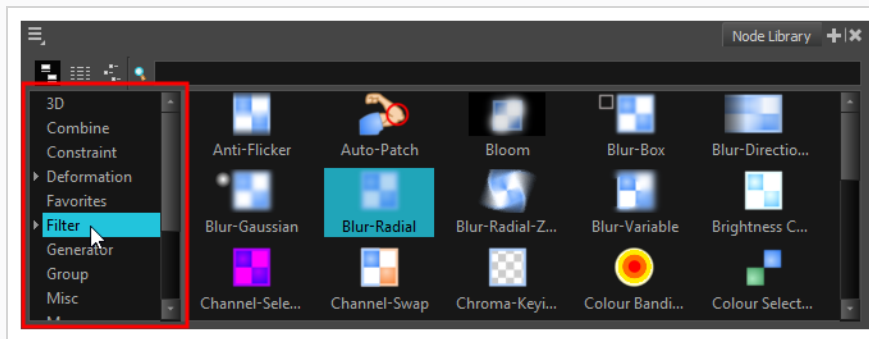 Node Library
3D
Combine
Constraint
Deformation
Favorites
Filter
Generator
Group
Misc
Anti-Flicker Auto-Patch Bloom Blur-Box Blur-Directio...
Blur-Gaussian Blur-Radial Blur-Radial-Z... Blur-Variable Brightness C...
Channel-Sele... Channel-Swap Chroma-Keyi... Colour Bandi... Colour Select...